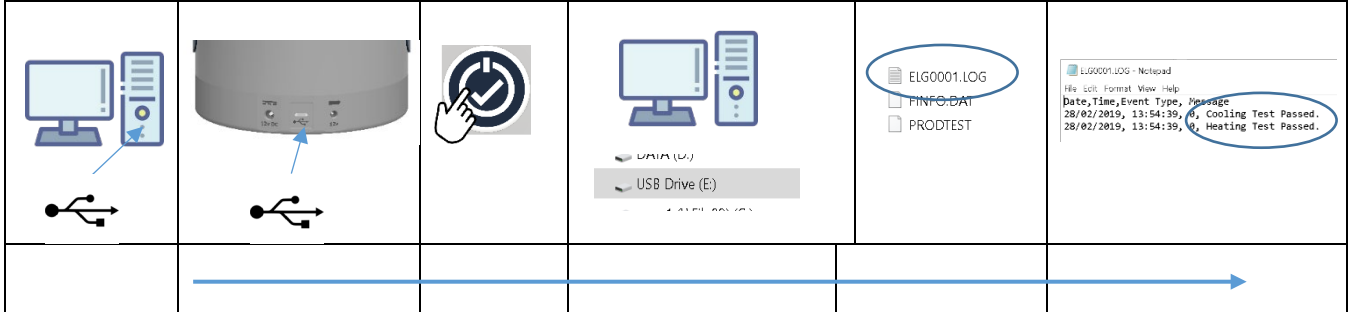 DATA (D:)
USB Drive (E:)
ELG0001.LOG
FINFO.DAT
PRODTEST
ELG0001.LOG - Notepad
File Edit Format View Help
Date,Time,Event Type, Message
28/02/2019, 13:54:39, 0, Cooling Test Passed.
28/02/2019, 13:54:39, 0, Heating Test Passed.